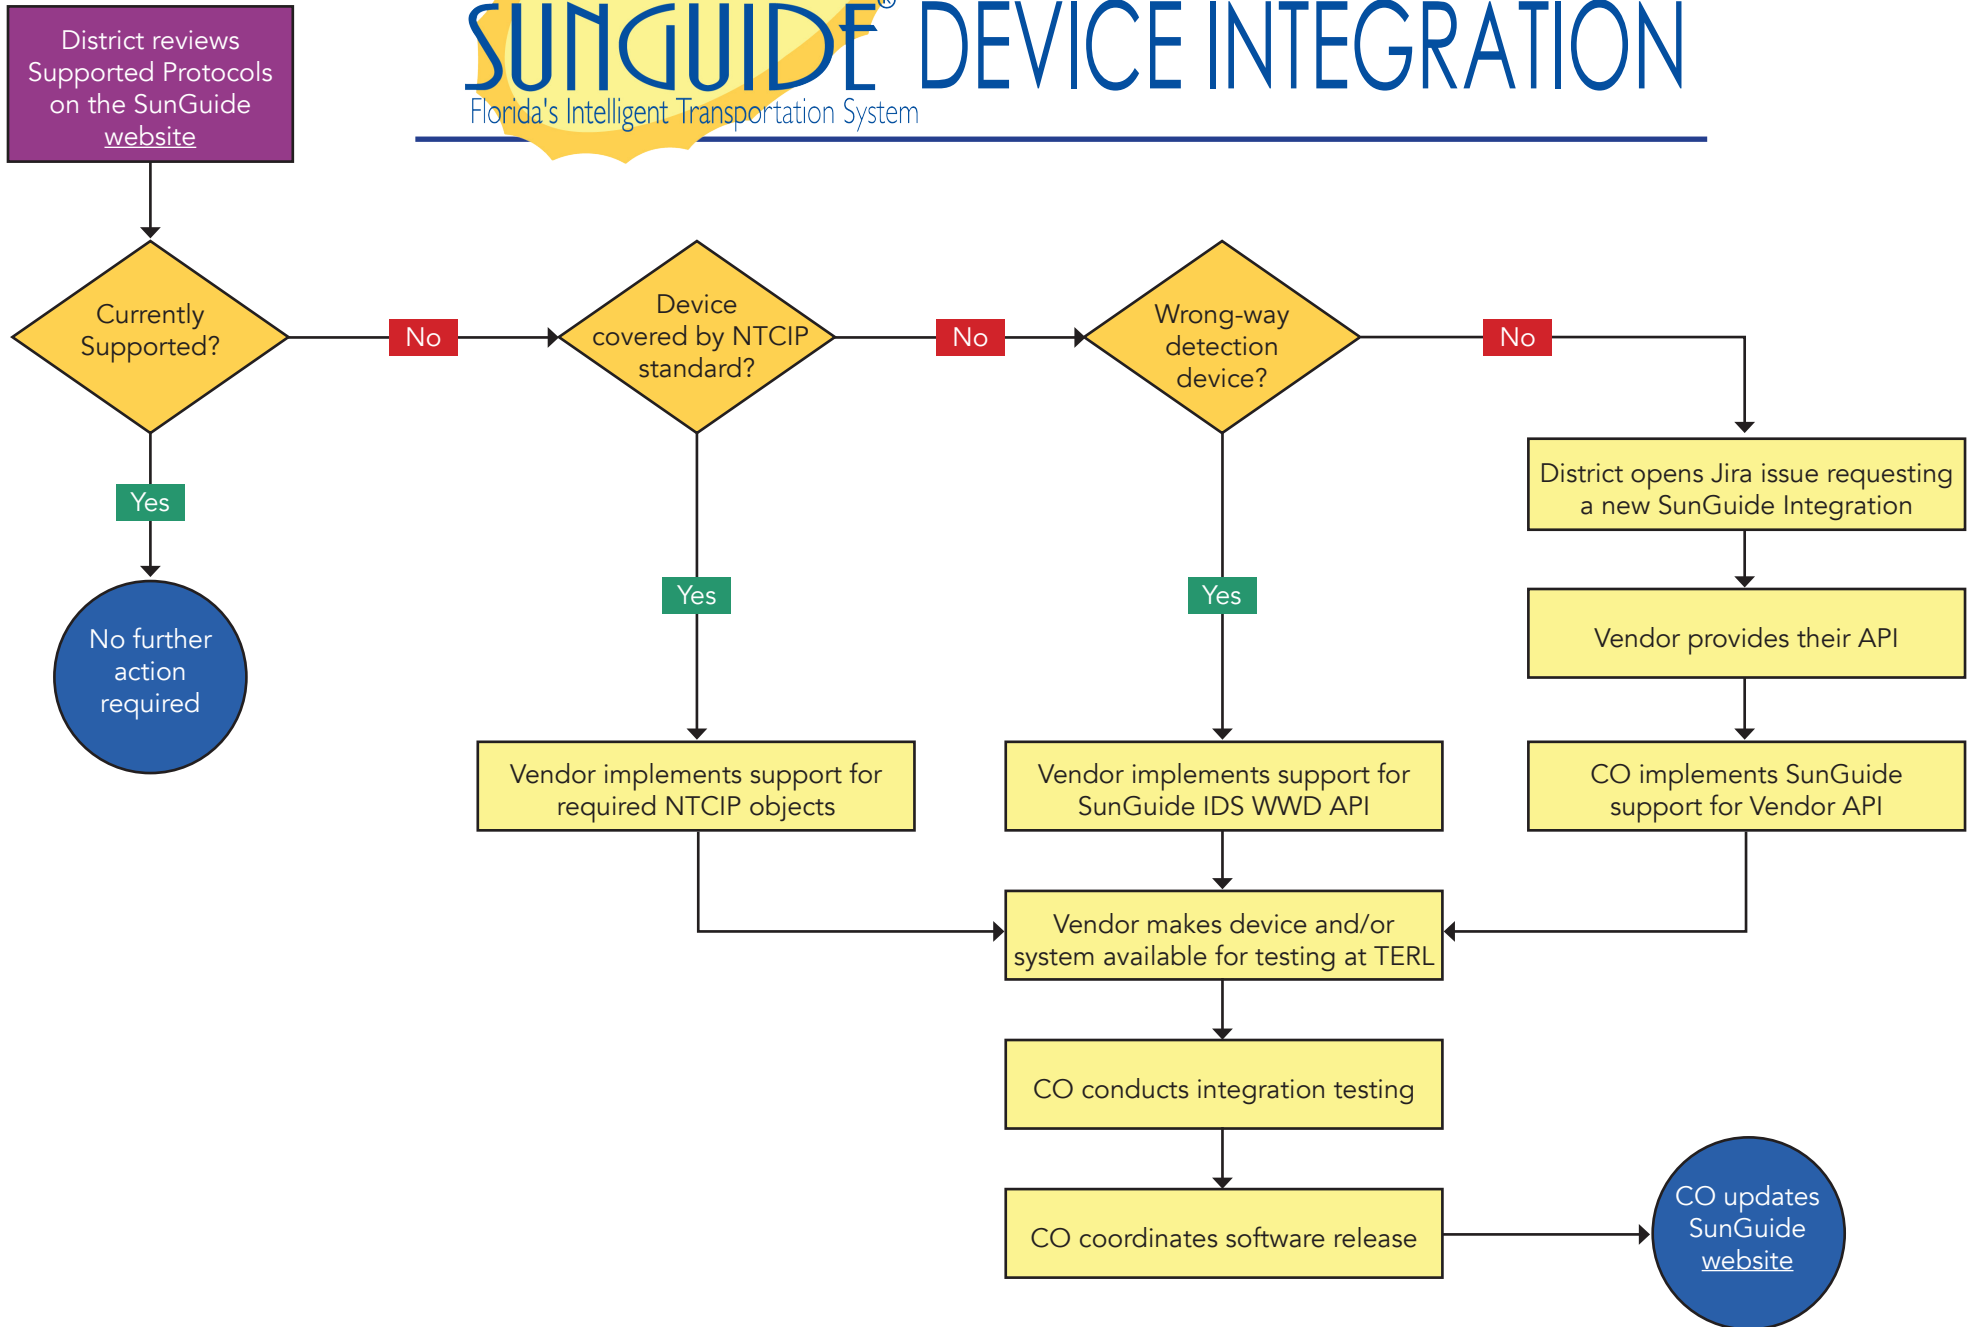 SUNGUIDE® DEVICE INTEGRATION
Florida's Intelligent Transportation System
District reviews
Supported Protocols
on the SunGuide
website
Currently
Supported?
No
Device
covered by NTCIP
standard?
No
Wrong-way
detection
device?
No
Yes
No further
action
required
Yes
Yes
District opens Jira issue requesting
a new SunGuide Integration
Vendor provides their API
Vendor implements support for
required NTCIP objects
Vendor implements support for
SunGuide IDS WWD API
CO implements SunGuide
support for Vendor API
Vendor makes device and/or
system available for testing at TERL
CO conducts integration testing
CO coordinates software release
CO updates
SunGuide
website